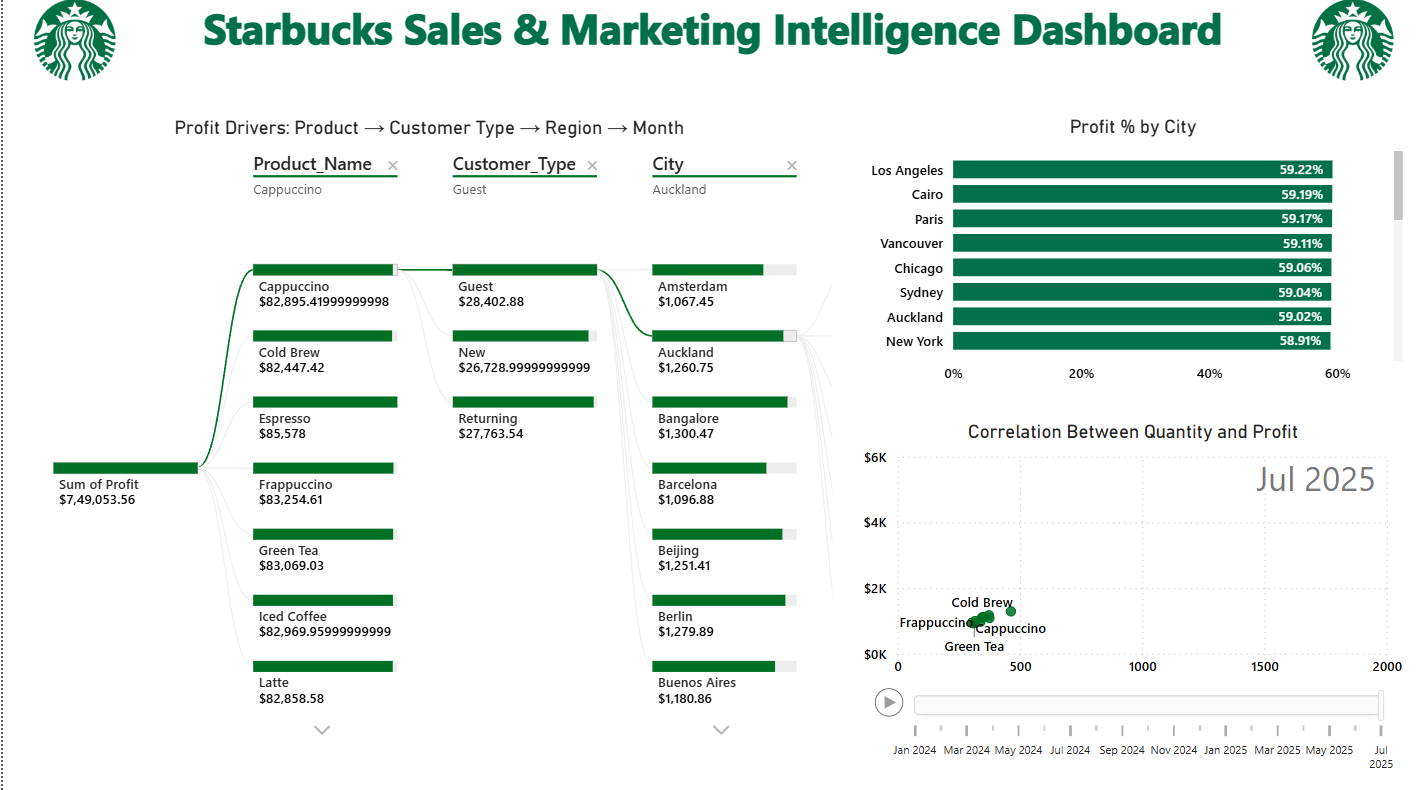 Starbucks Sales & Marketing Intelligence Dashboard
Profit Drivers: Product → Customer Type → Region → Month
Product_Name ×
Cappuccino
Customer_Type ×
Guest
City ×
Auckland
Sum of Profit
$7,49,053.56
Cappuccino
$82,895.41999999998
Cold Brew
$82,447.42
Espresso
$85,578
Frappuccino
$83,254.61
Green Tea
$83,069.03
Iced Coffee
$82,969.95999999999
Latte
$82,858.58
Guest
$28,402.88
New
$26,728.99999999999
Returning
$27,763.54
Amsterdam
$1,067.45
Auckland
$1,260.75
Bangalore
$1,300.47
Barcelona
$1,096.88
Beijing
$1,251.41
Berlin
$1,279.89
Buenos Aires
$1,180.86
Profit % by City
Los Angeles 59.22%
Cairo 59.19%
Paris 59.17%
Vancouver 59.11%
Chicago 59.06%
Sydney 59.04%
Auckland 59.02%
New York 58.91%
0% 20% 40% 60%
Correlation Between Quantity and Profit
Jul 2025
$6K
$4K
$2K
$0K
Cold Brew
Frappuccino
Cappuccino
Green Tea
0 500 1000 1500 2000
Jan 2024 Mar 2024 May 2024 Jul 2024 Sep 2024 Nov 2024 Jan 2025 Mar 2025 May 2025 Jul
2025